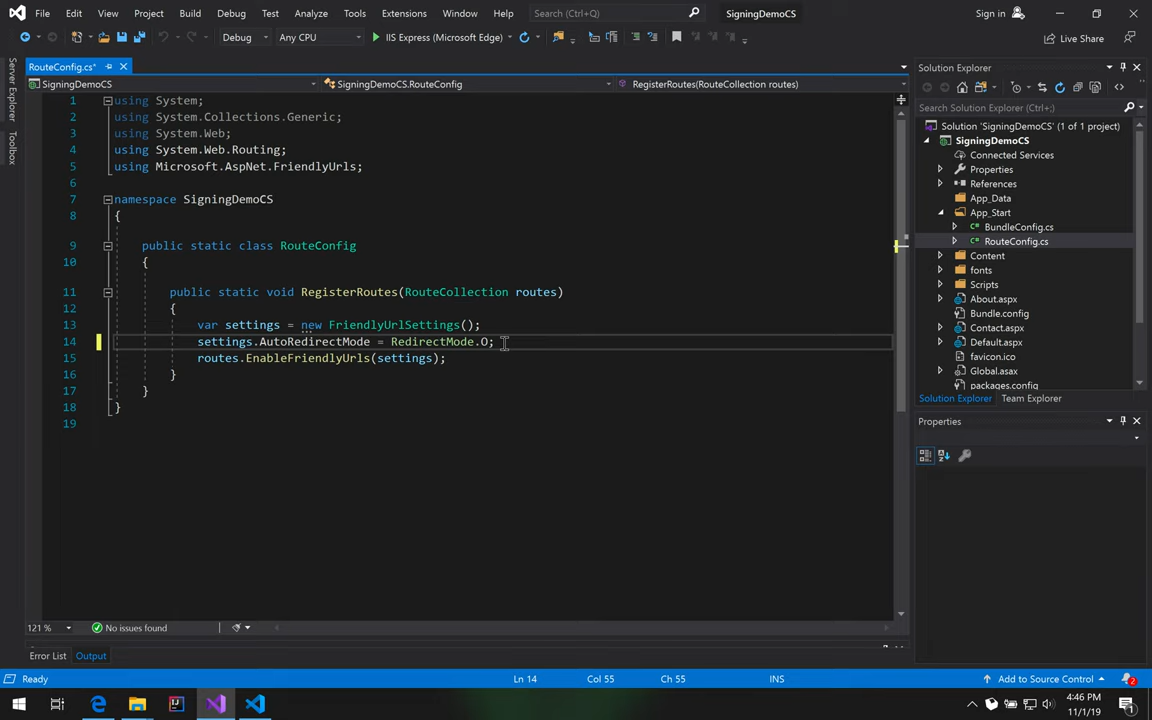 File Edit View Project Build Debug Test Analyze Tools Extensions Window Help Search (Ctrl+Q) SigningDemoCS Sign in
Debug Any CPU IIS Express (Microsoft Edge) Live Share
Server Explorer
Toolbox
RouteConfig.cs*
SigningDemoCS SigningDemoCS.RouteConfig RegisterRoutes(RouteCollection routes)
1 using System;
2 using System.Collections.Generic;
3 using System.Web;
4 using System.Web.Routing;
5 using Microsoft.AspNet.FriendlyUrls;
6
7 namespace SigningDemoCS
8 {
9 public static class RouteConfig
10 {
11 public static void RegisterRoutes(RouteCollection routes)
12 {
13 var settings = new FriendlyUrlSettings();
14 settings.AutoRedirectMode = RedirectMode.O;
15 routes.EnableFriendlyUrls(settings);
16 }
17 }
18 }
19
121 % No issues found
Error List Output
Solution Explorer
Search Solution Explorer (Ctrl+;)
Solution 'SigningDemoCS' (1 of 1 project)
SigningDemoCS
Connected Services
Properties
References
App_Data
App_Start
BundleConfig.cs
RouteConfig.cs
Content
fonts
Scripts
About.aspx
Bundle.config
Contact.aspx
Default.aspx
favicon.ico
Global.asax
packages.config
Solution Explorer Team Explorer
Properties
Ready Ln 14 Col 55 Ch 55 INS Add to Source Control 2
4:46 PM
11/1/19
1